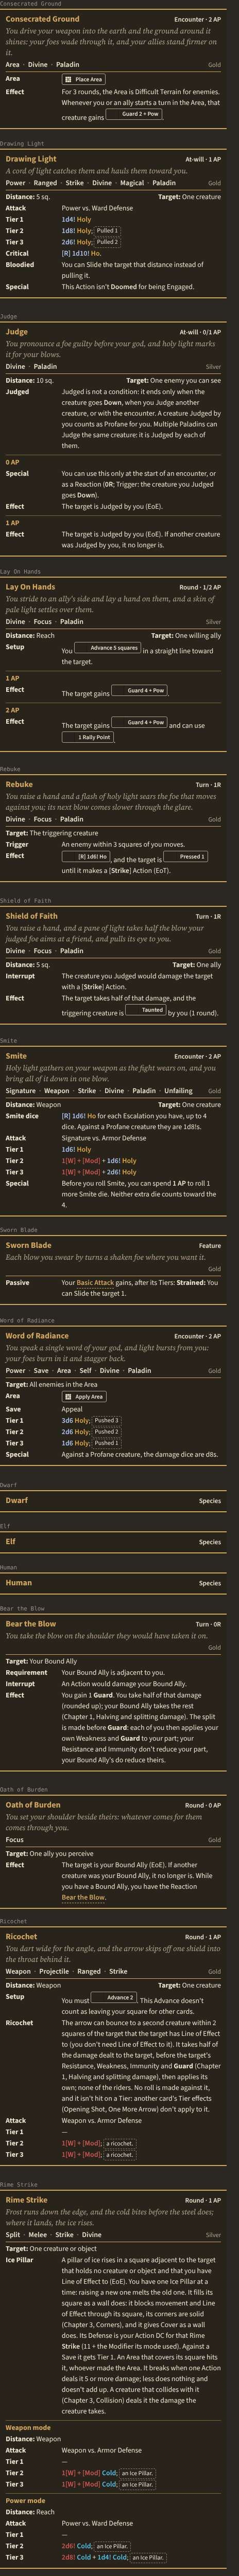 Consecrated Ground
Consecrated Ground Encounter · 2 AP
You drive your weapon into the earth and the ground around it
shines: your foes wade through it, and your allies stand firmer on
it.
Area · Divine · Paladin Gold
Area Place Area
Effect For 3 rounds, the Area is Difficult Terrain for enemies.
Whenever you or an ally starts a turn in the Area, that
creature gains Guard 2 + Pow.
Drawing Light
Drawing Light At-will · 1 AP
A cord of light catches them and hauls them toward you.
Power · Ranged · Strike · Divine · Magical · Paladin Gold
Distance: 5 sq. Target: One creature
Attack Power vs. Ward Defense
Tier 1 1d4! Holy
Tier 2 1d8! Holy; Pulled 1
Tier 3 2d6! Holy; Pulled 2
Critical [R] 1d10! Ho.
Bloodied You can Slide the target that distance instead of
pulling it.
Special This Action isn't Doomed for being Engaged.
Judge
Judge At-will · 0/1 AP
You pronounce a foe guilty before your god, and holy light marks
it for your blows.
Divine · Paladin Silver
Distance: 10 sq. Target: One enemy you can see
Judged Judged is not a condition: it ends only when the
creature goes Down, when you Judge another
creature, or with the encounter. A creature Judged by
you counts as Profane for you. Multiple Paladins can
Judge the same creature: it is Judged by each of
them.
0 AP
Special You can use this only at the start of an encounter, or
as a Reaction (0R; Trigger: the creature you Judged
goes Down).
Effect The target is Judged by you (EoE).
1 AP
Effect The target is Judged by you (EoE). If another creature
was Judged by you, it no longer is.
Lay On Hands
Lay On Hands Round · 1/2 AP
You stride to an ally's side and lay a hand on them, and a skin of
pale light settles over them.
Divine · Focus · Paladin Silver
Distance: Reach Target: One willing ally
Setup You Advance 5 squares in a straight line toward
the target.
1 AP
Effect The target gains Guard 4 + Pow.
2 AP
Effect The target gains Guard 4 + Pow and can use
1 Rally Point.
Rebuke
Rebuke Turn · 1R
You raise a hand and a flash of holy light sears the foe that moves
against you; its next blow comes slower through the glare.
Divine · Focus · Paladin Gold
Target: The triggering creature
Trigger An enemy within 3 squares of you moves.
Effect [R] 1d6! Ho, and the target is Pressed 1
until it makes a [Strike] Action (EoT).
Shield of Faith
Shield of Faith Turn · 1R
You raise a hand, and a pane of light takes half the blow your
judged foe aims at a friend, and pulls its eye to you.
Divine · Focus · Paladin Gold
Distance: 5 sq. Target: One ally
Interrupt The creature you Judged would damage the target
with a [Strike] Action.
Effect The target takes half of that damage, and the
triggering creature is Taunted by you (1 round).
Smite
Smite Encounter · 2 AP
Holy light gathers on your weapon as the fight wears on, and you
bring all of it down in one blow.
Signature · Weapon · Strike · Divine · Paladin · Unfailing Gold
Distance: Weapon Target: One creature
Smite dice [R] 1d6! Ho for each Escalation you have, up to 4
dice. Against a Profane creature they are 1d8!s.
Attack Signature vs. Armor Defense
Tier 1 1d6! Holy
Tier 2 1[W] + [Mod] + 1d6! Holy
Tier 3 1[W] + [Mod] + 2d6! Holy
Special Before you roll Smite, you can spend 1 AP to roll 1
more Smite die. Neither extra die counts toward the
4.
Sworn Blade
Sworn Blade Feature
Each blow you swear by turns a shaken foe where you want it.
Gold
Passive Your Basic Attack gains, after its Tiers: Strained: You
can Slide the target 1.
Word of Radiance
Word of Radiance Encounter · 2 AP
You speak a single word of your god, and light bursts from you:
your foes burn in it and stagger back.
Power · Save · Area · Self · Divine · Paladin Gold
Target: All enemies in the Area
Area Apply Area
Save Appeal
Tier 1 3d6 Holy; Pushed 3
Tier 2 2d6 Holy; Pushed 2
Tier 3 1d6 Holy; Pushed 1
Special Against a Profane creature, the damage dice are d8s.
Dwarf
Dwarf Species
Elf
Elf Species
Human
Human Species
Bear the Blow
Bear the Blow Turn · 0R
You take the blow on the shoulder they would have taken it on.
Gold
Target: Your Bound Ally
Requirement Your Bound Ally is adjacent to you.
Interrupt An Action would damage your Bound Ally.
Effect You gain 1 Guard. You take half of that damage
(rounded up); your Bound Ally takes the rest
(Chapter 1, Halving and splitting damage). The split
is made before Guard: each of you then applies your
own Weakness and Guard to your part; your
Resistance and Immunity don't reduce your part,
your Bound Ally's do reduce theirs.
Oath of Burden
Oath of Burden Round · 0 AP
You set your shoulder beside theirs: whatever comes for them
comes through you.
Focus Gold
Target: One ally you perceive
Effect The target is your Bound Ally (EoE). If another
creature was your Bound Ally, it no longer is. While
you have a Bound Ally, you have the Reaction
Bear the Blow.
Ricochet
Ricochet Round · 1 AP
You dart wide for the angle, and the arrow skips off one shield into
the throat behind it.
Weapon · Projectile · Ranged · Strike Gold
Distance: Weapon Target: One creature
Setup You must Advance 2. This Advance doesn't
count as leaving your square for other cards.
Ricochet The arrow can bounce to a second creature within 2
squares of the target that the target has Line of Effect
to (you don't need Line of Effect to it). It takes half of
the damage dealt to the target, before the target's
Resistance, Weakness, Immunity and Guard (Chapter
1, Halving and splitting damage), then applies its
own; none of the riders. No roll is made against it,
and it isn't hit on a Tier: another card's Tier effects
(Opening Shot, One More Arrow) don't apply to it.
Attack Weapon vs. Armor Defense
Tier 1 —
Tier 2 1[W] + [Mod]; a ricochet.
Tier 3 1[W] + [Mod]; a ricochet.
Rime Strike
Rime Strike Round · 1 AP
Frost runs down the edge, and the cold bites before the steel does;
where it lands, the ice rises.
Split · Melee · Strike · Divine Silver
Target: One creature or object
Ice Pillar A pillar of ice rises in a square adjacent to the target
that holds no creature or object and that you have
Line of Effect to (EoE). You have one Ice Pillar at a
time: raising a new one melts the old one. It fills its
square as a wall does: it blocks movement and Line
of Effect through its square, its corners are solid
(Chapter 3, Corners), and it gives Cover as a Wall
does. Its Defense is your Action DC for that Rime
Strike (11 + the Modifier its mode used). Against a
Save it gets Tier 1. An Area that covers its square hits
it, whoever made the Area. It breaks when one Action
deals it 5 or more damage; less does nothing and
doesn't add up. A creature that collides with it
(Chapter 3, Collision) deals it the damage the
creature takes.
Weapon mode
Distance: Weapon
Attack Weapon vs. Armor Defense
Tier 1 —
Tier 2 1[W] + [Mod] Cold; an Ice Pillar.
Tier 3 1[W] + [Mod] Cold; an Ice Pillar.
Power mode
Distance: Reach
Attack Power vs. Ward Defense
Tier 1 —
Tier 2 2d6! Cold; an Ice Pillar.
Tier 3 2d8! Cold + 1d4! Cold; an Ice Pillar.